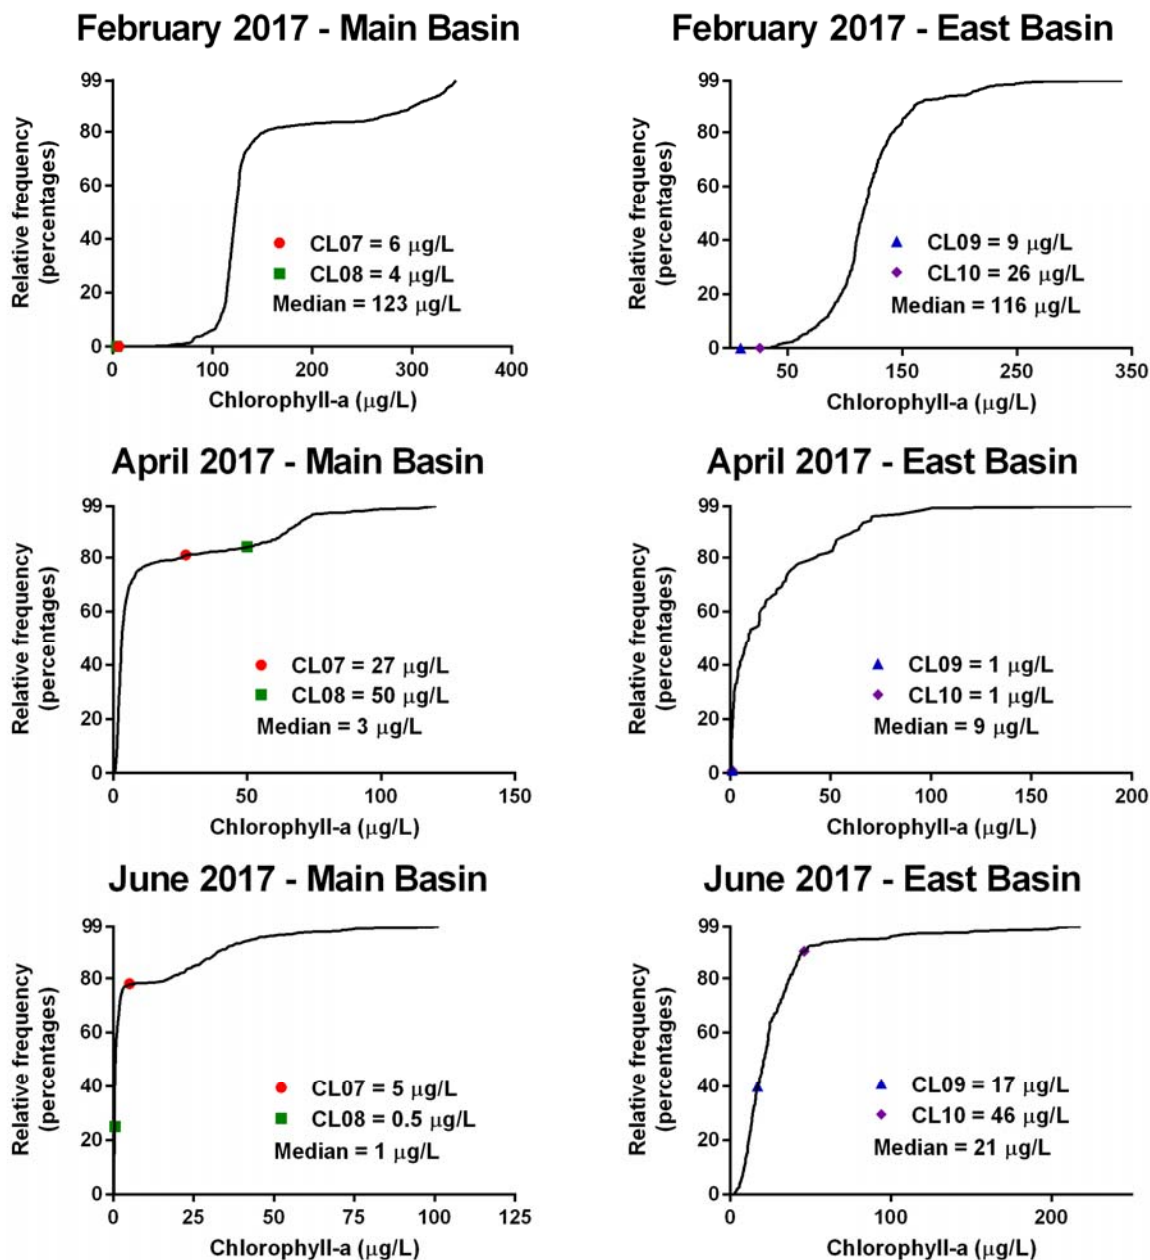 February 2017 - Main Basin
Relative frequency
(percentages)
99
80
60
40
20
0
CL07 = 6 μg/L
CL08 = 4 μg/L
Median = 123 μg/L
0 100 200 300 400
Chlorophyll-a (μg/L)
February 2017 - East Basin
Relative frequency
(percentages)
99
80
60
40
20
0
CL09 = 9 μg/L
CL10 = 26 μg/L
Median = 116 μg/L
50 150 250 350
Chlorophyll-a (μg/L)
April 2017 - Main Basin
Relative frequency
(percentages)
99
80
60
40
20
0
CL07 = 27 μg/L
CL08 = 50 μg/L
Median = 3 μg/L
0 50 100 150
Chlorophyll-a (μg/L)
April 2017 - East Basin
Relative frequency
(percentages)
99
80
60
40
20
0
CL09 = 1 μg/L
CL10 = 1 μg/L
Median = 9 μg/L
0 50 100 150 200
Chlorophyll-a (μg/L)
June 2017 - Main Basin
Relative frequency
(percentages)
99
80
60
40
20
0
CL07 = 5 μg/L
CL08 = 0.5 μg/L
Median = 1 μg/L
0 25 50 75 100 125
Chlorophyll-a (μg/L)
June 2017 - East Basin
Relative frequency
(percentages)
99
80
60
40
20
0
CL09 = 17 μg/L
CL10 = 46 μg/L
Median = 21 μg/L
0 100 200
Chlorophyll-a (μg/L)